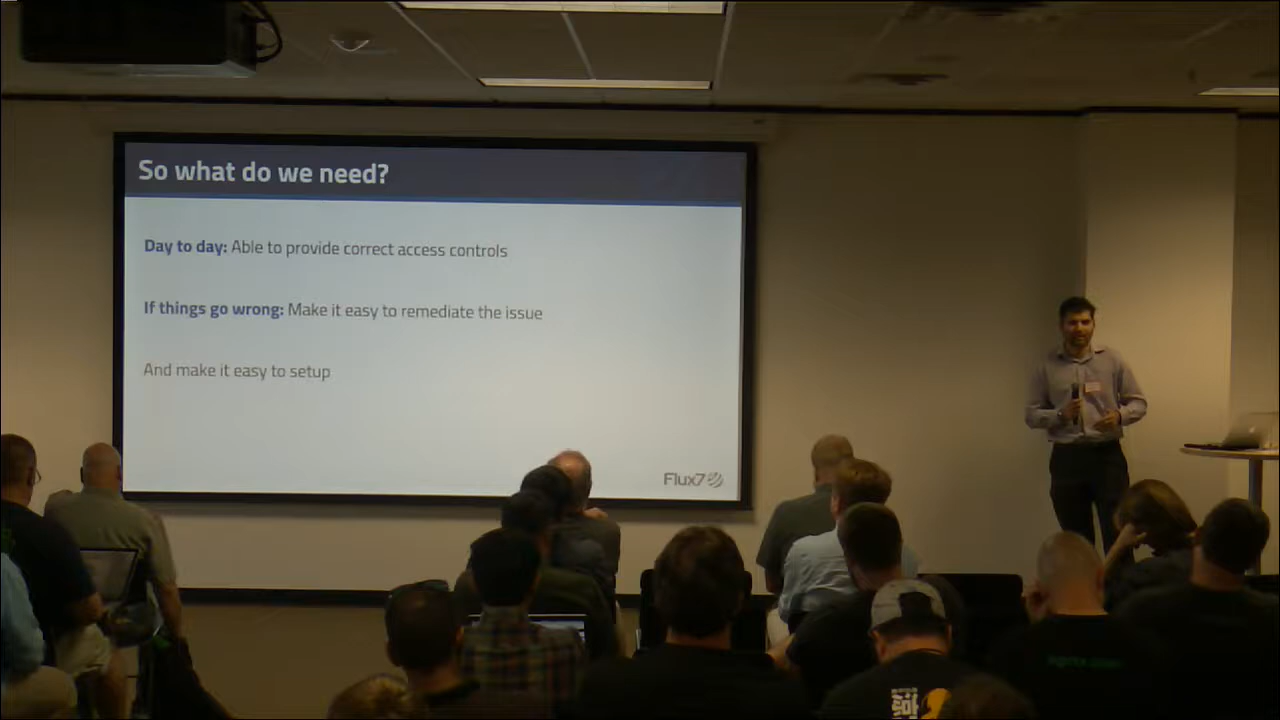 So what do we need?
Day to day: Able to provide correct access controls
If things go wrong: Make it easy to remediate the issue
And make it easy to setup
Flux7